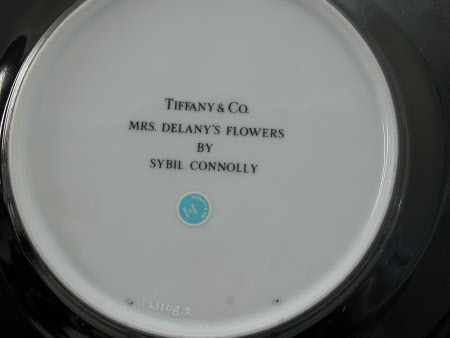 TIFFANY & CO.
MRS. DELANY'S FLOWERS
BY
SYBIL CONNOLLY